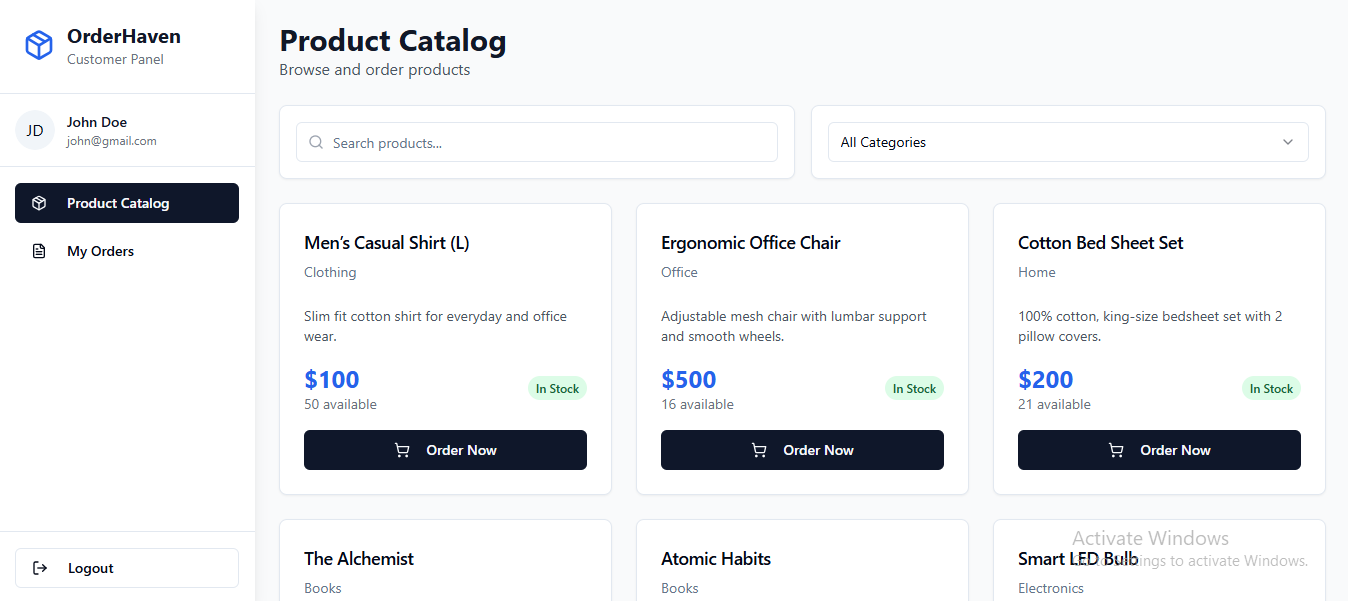 OrderHaven
Customer Panel
JD
John Doe
john@gmail.com
Product Catalog
My Orders
Logout
Product Catalog
Browse and order products
Search products...
All Categories
Men’s Casual Shirt (L)
Clothing
Slim fit cotton shirt for everyday and office
wear.
$100
50 available
In Stock
Order Now
Ergonomic Office Chair
Office
Adjustable mesh chair with lumbar support
and smooth wheels.
$500
16 available
In Stock
Order Now
Cotton Bed Sheet Set
Home
100% cotton, king-size bedsheet set with 2
pillow covers.
$200
21 available
In Stock
Order Now
The Alchemist
Books
Atomic Habits
Books
Smart LED Bulb
Electronics
Activate Windows
Go to Settings to activate Windows.